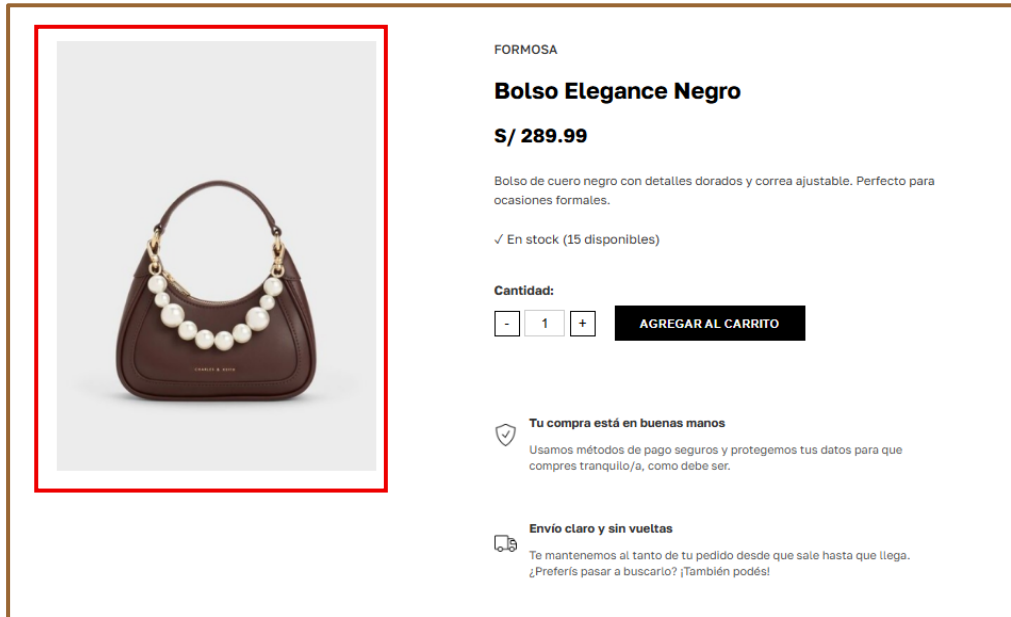 FORMOSA
Bolso Elegance Negro
S/ 289.99
Bolso de cuero negro con detalles dorados y correa ajustable. Perfecto para
ocasiones formales.
✓ En stock (15 disponibles)
Cantidad:
- 1 + AGREGAR AL CARRITO
CHARLES & KEITH
Tu compra está en buenas manos
Usamos métodos de pago seguros y protegemos tus datos para que
compres tranquilo/a, como debe ser.
Envío claro y sin vueltas
Te mantenemos al tanto de tu pedido desde que sale hasta que llega.
¿Preferís pasar a buscarlo? ¡También podés!